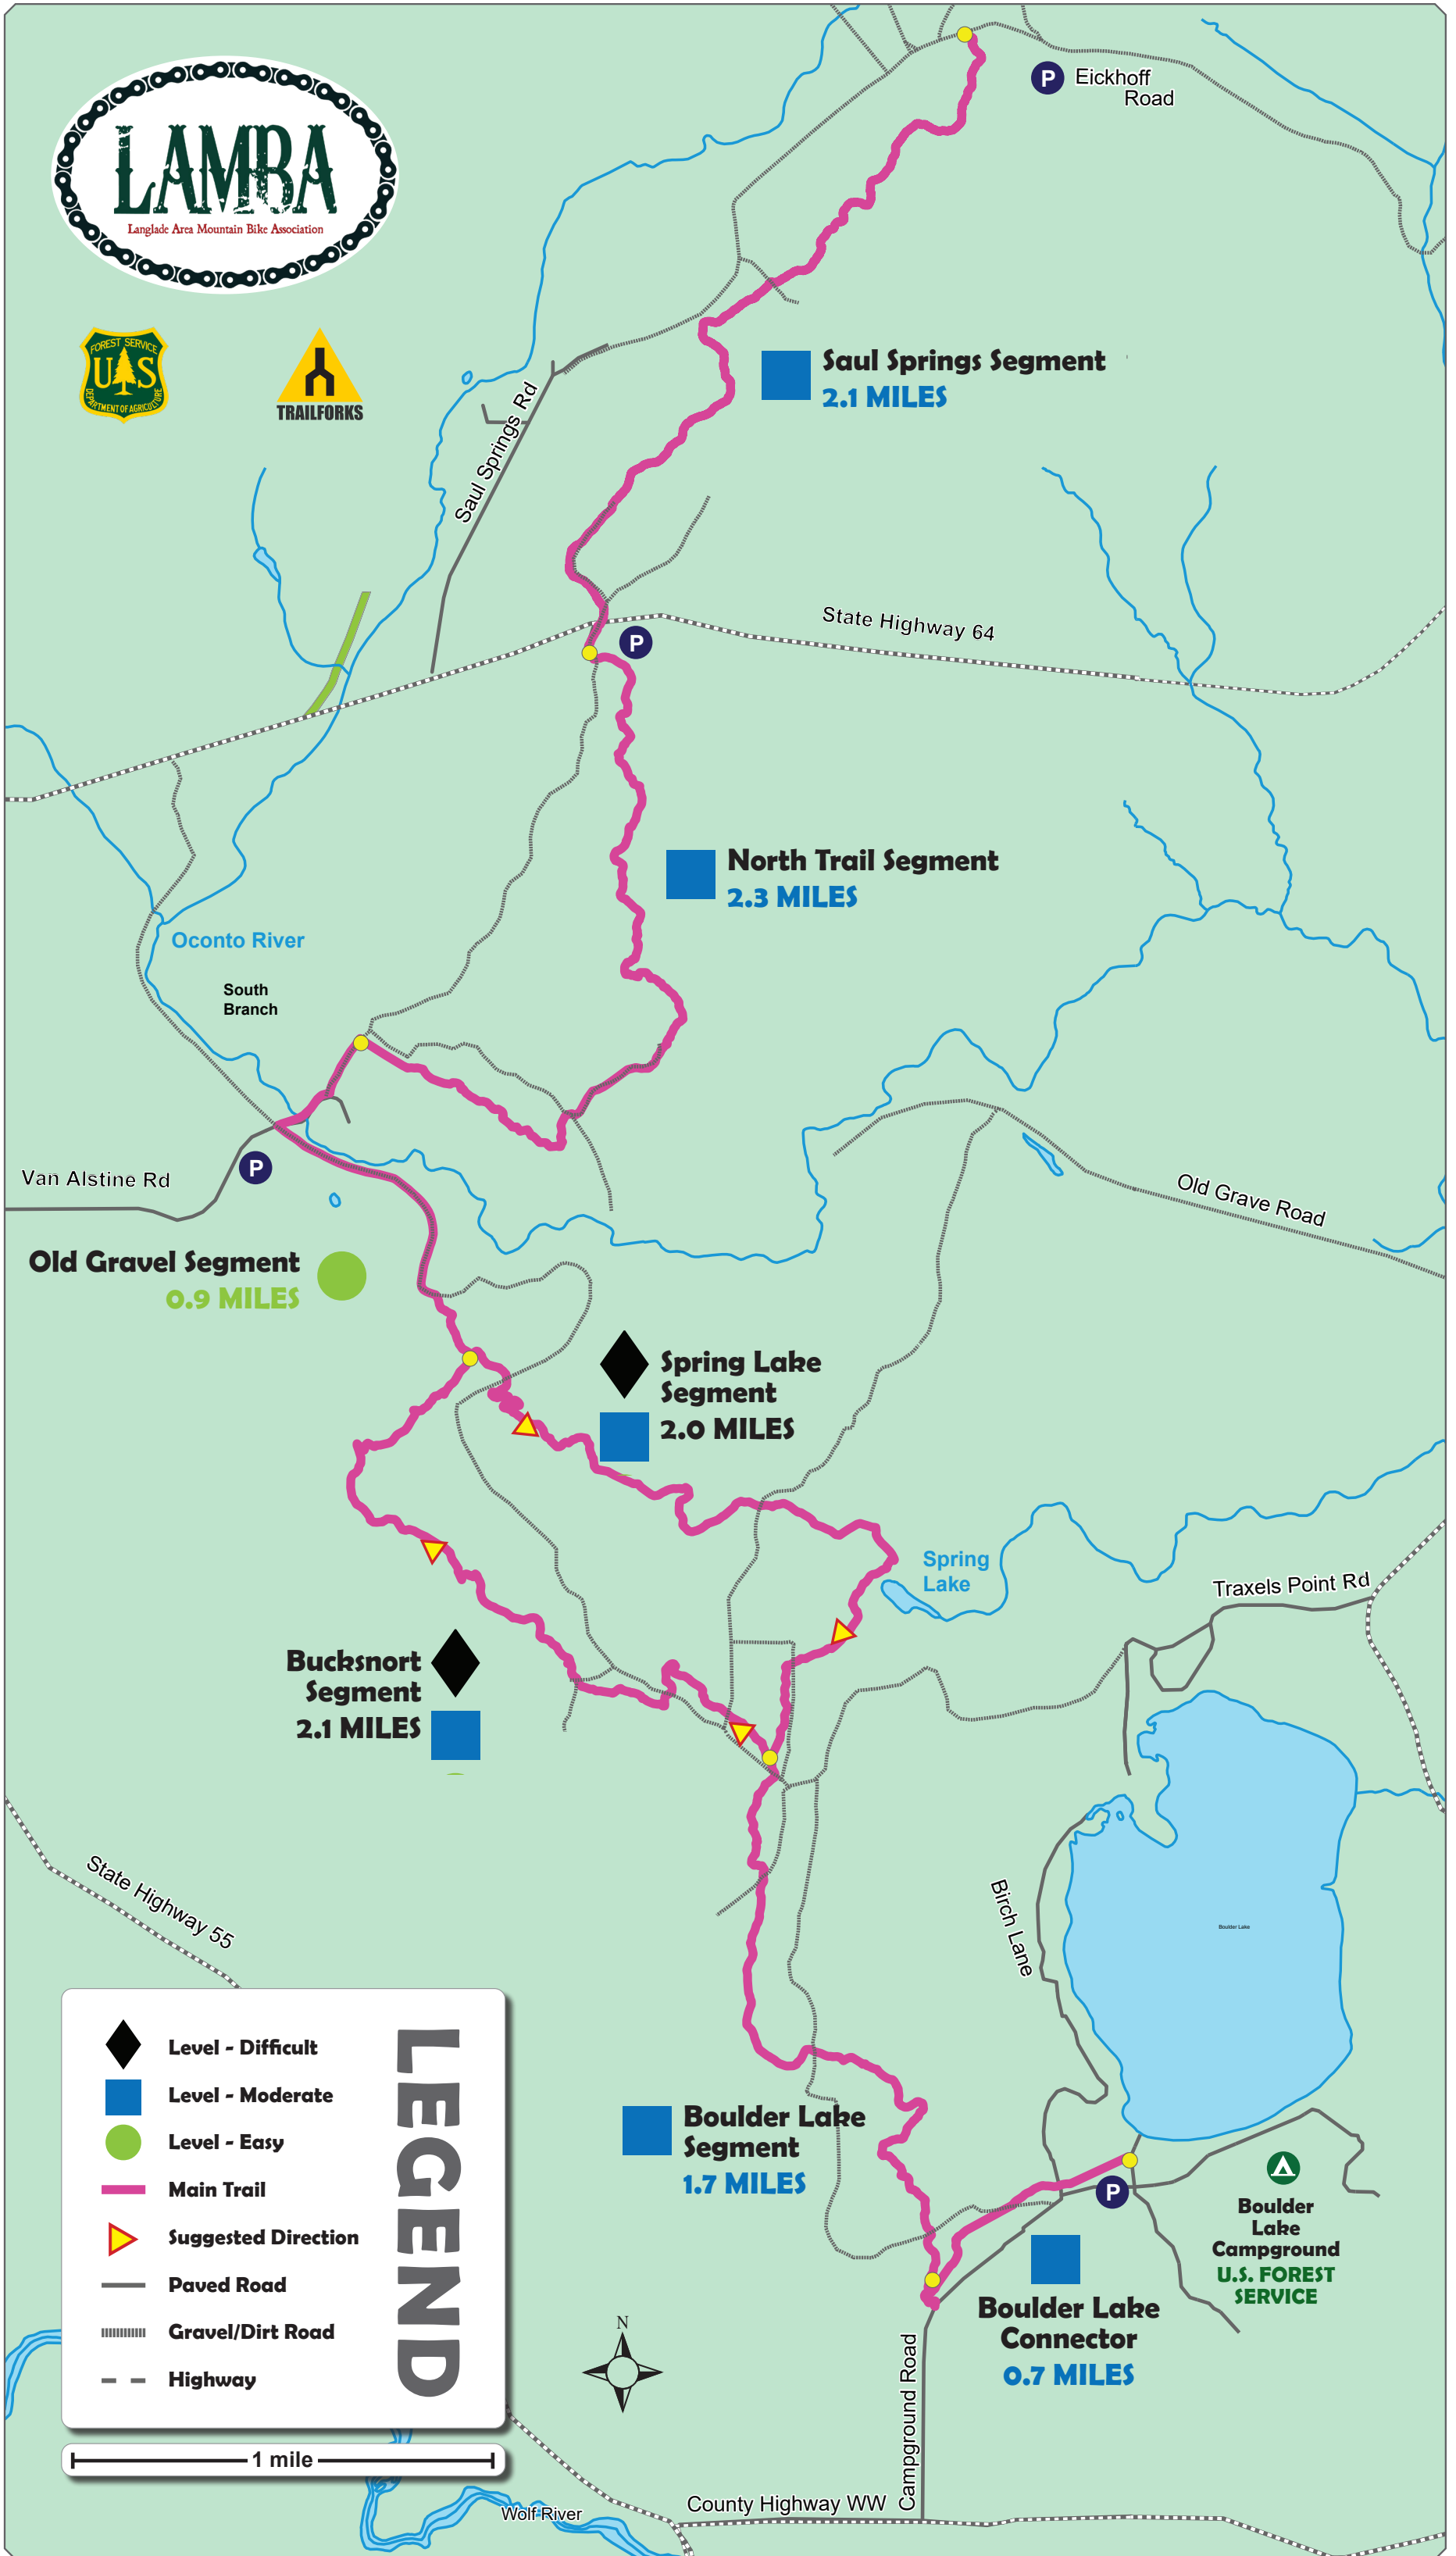 P
Eickhoff
Road
LAMBA
Langlade Area Mountain Bike Association
FOREST SERVICE
US
DEPARTMENT OF AGRICULTURE
TRAILFORKS
Saul Springs Rd
Saul Springs Segment
2.1 MILES
P
State Highway 64
North Trail Segment
2.3 MILES
Oconto River
South
Branch
P
Van Alstine Rd
Old Grave Road
Old Gravel Segment
0.9 MILES
Spring Lake
Segment
2.0 MILES
Spring
Lake
Traxels Point Rd
Bucksnort
Segment
2.1 MILES
State Highway 55
Birch Lane
Boulder Lake
Boulder Lake
Segment
1.7 MILES
P
Boulder
Lake
Campground
U.S. FOREST
SERVICE
Boulder Lake
Connector
0.7 MILES
Campground Road
County Highway WW
Wolf River
N
LEGEND
Level - Difficult
Level - Moderate
Level - Easy
Main Trail
Suggested Direction
Paved Road
Gravel/Dirt Road
Highway
1 mile